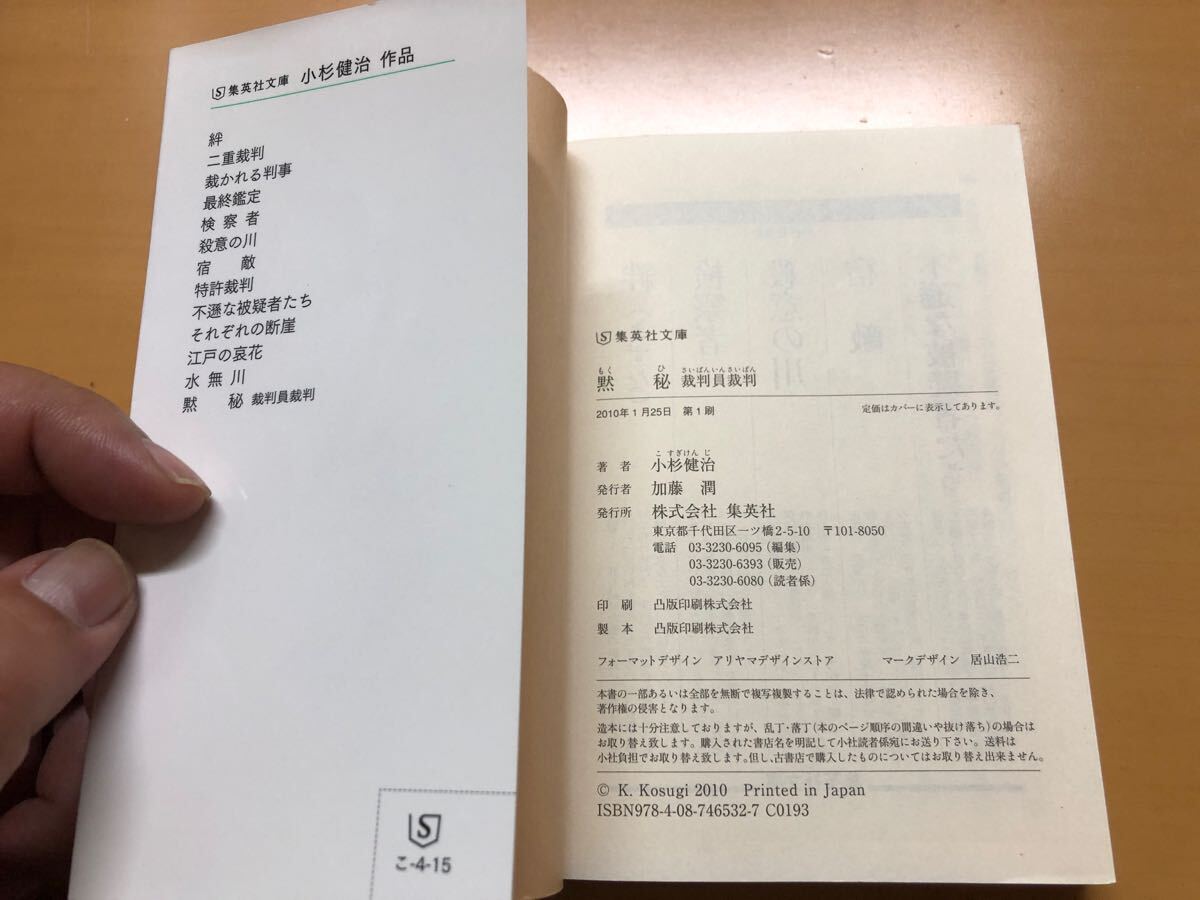 集英社文庫 小杉健治 作品
絆
二重裁判
裁かれる判事
最終鑑定
検察者
殺意の川
宿 敵
特許裁判
不遜な被疑者たち
それぞれの断崖
江戸の哀花
水無川
黙 秘 裁判員裁判
S
こ-4-15
S 集英社文庫
もく ひ さいばんいんさいばん
黙 秘 裁判員裁判
2010年1月25日 第1刷 定価はカバーに表示してあります。
こすぎけんじ
著 者 小杉健治
発行者 加藤 潤
発行所 株式会社 集英社
東京都千代田区一ツ橋2-5-10 〒101-8050
電話 03-3230-6095(編集)
03-3230-6393(販売)
03-3230-6080(読者係)
印 刷 凸版印刷株式会社
製 本 凸版印刷株式会社
フォーマットデザイン アリヤマデザインストア マークデザイン 居山浩二
本書の一部あるいは全部を無断で複写複製することは、法律で認められた場合を除き、
著作権の侵害となります。
造本には十分注意しておりますが、乱丁・落丁(本のページ順序の間違いや抜け落ち)の場合は
お取り替え致します。購入された書店名を明記して小社読者係宛にお送り下さい。送料は
小社負担でお取り替え致します。但し、古書店で購入したものについてはお取り替え出来ません。
© K. Kosugi 2010 Printed in Japan
ISBN978-4-08-746532-7 C0193